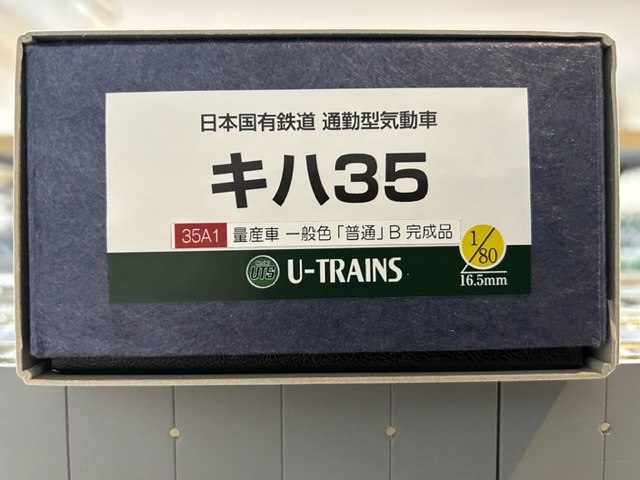 日本国有鉄道 通勤型気動車
キハ35
35A1 量産車 一般色「普通」B 完成品
1/80
UTS U-TRAINS
16.5mm